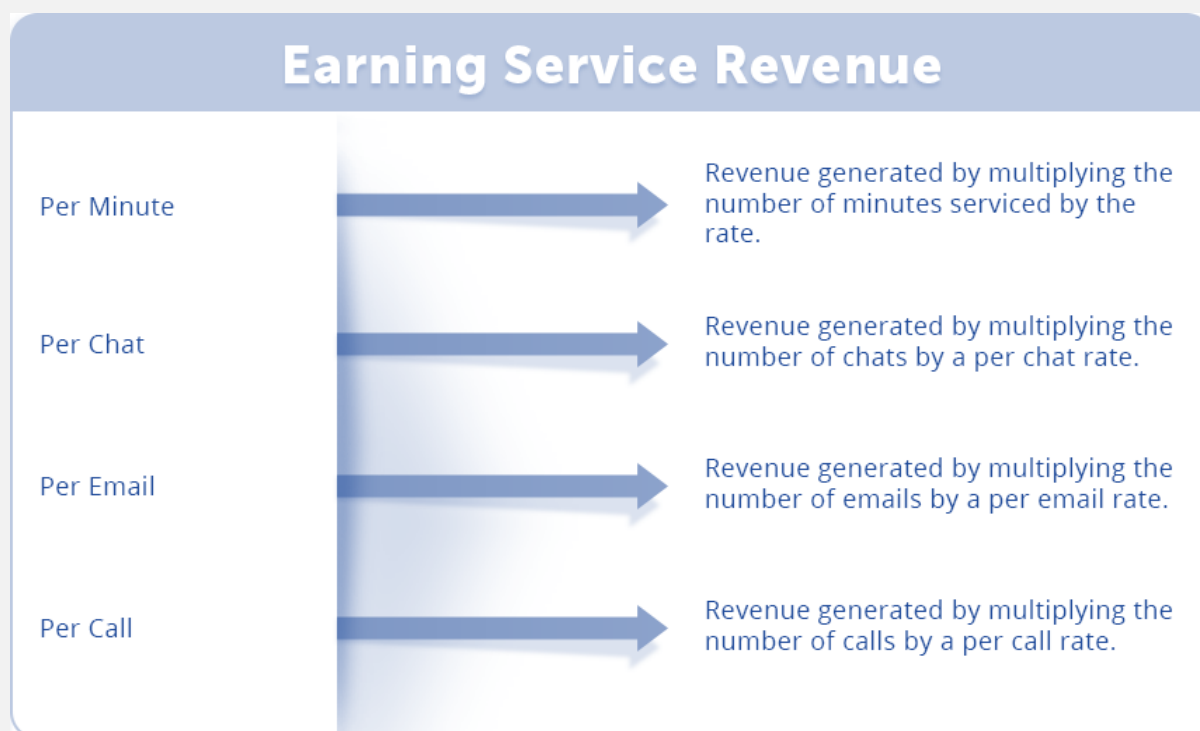 Earning Service Revenue
Per Minute
Revenue generated by multiplying the
number of minutes serviced by the
rate.
Per Chat
Revenue generated by multiplying the
number of chats by a per chat rate.
Per Email
Revenue generated by multiplying the
number of emails by a per email rate.
Per Call
Revenue generated by multiplying the
number of calls by a per call rate.